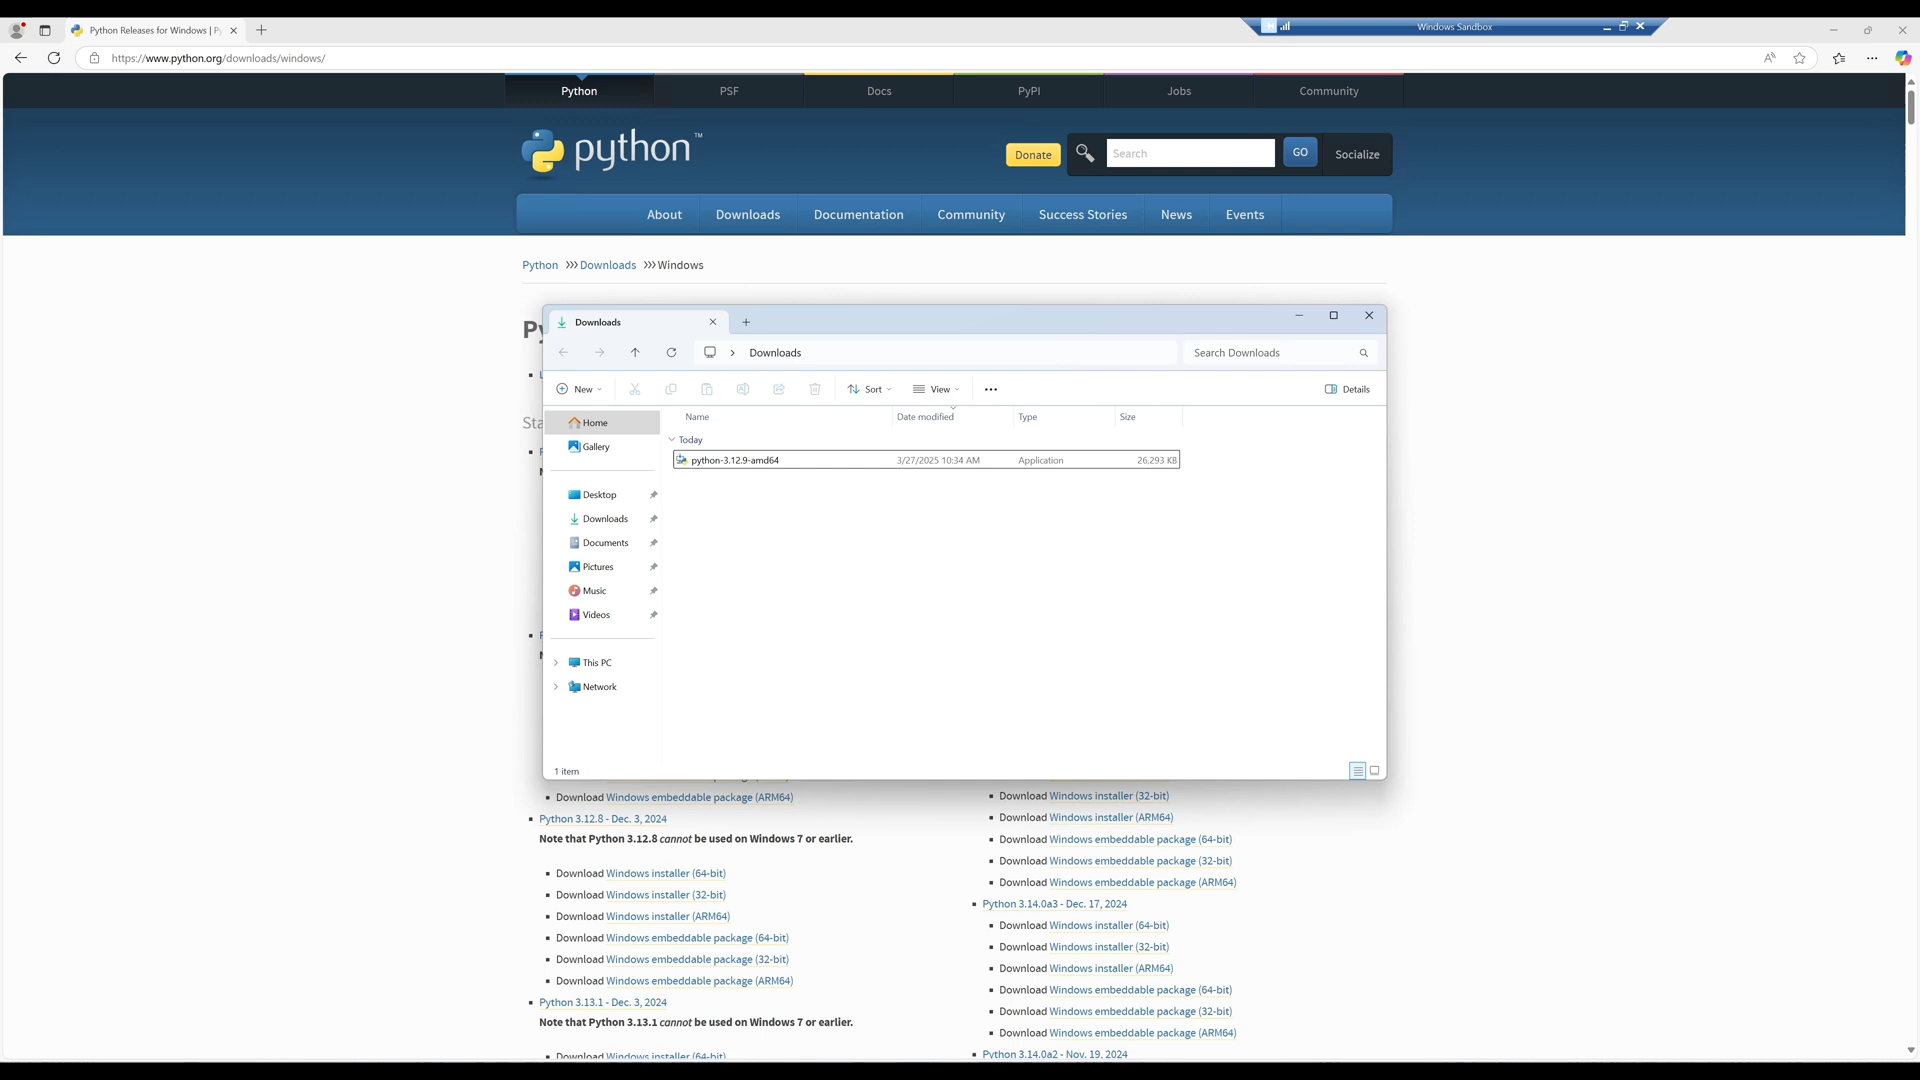 Python Releases for Windows | Py
Windows Sandbox
https://www.python.org/downloads/windows/
Python
PSF
Docs
PyPI
Jobs
Community
python™
Donate
Search
GO
Socialize
About
Downloads
Documentation
Community
Success Stories
News
Events
Python >>> Downloads >>> Windows
Py
Sta
Downloads
Downloads
Search Downloads
New
Sort
View
Details
Home
Gallery
Desktop
Downloads
Documents
Pictures
Music
Videos
This PC
Network
Name
Date modified
Type
Size
Today
python-3.12.9-amd64
3/27/2025 10:34 AM
Application
26,293 KB
1 item
Download Windows embeddable package (ARM64)
Python 3.12.8 - Dec. 3, 2024
Note that Python 3.12.8 cannot be used on Windows 7 or earlier.
Download Windows installer (64-bit)
Download Windows installer (32-bit)
Download Windows installer (ARM64)
Download Windows embeddable package (64-bit)
Download Windows embeddable package (32-bit)
Download Windows embeddable package (ARM64)
Python 3.13.1 - Dec. 3, 2024
Note that Python 3.13.1 cannot be used on Windows 7 or earlier.
Download Windows installer (64-bit)
Download Windows installer (32-bit)
Download Windows installer (ARM64)
Download Windows embeddable package (64-bit)
Download Windows embeddable package (32-bit)
Download Windows embeddable package (ARM64)
Python 3.14.0a3 - Dec. 17, 2024
Download Windows installer (64-bit)
Download Windows installer (32-bit)
Download Windows installer (ARM64)
Download Windows embeddable package (64-bit)
Download Windows embeddable package (32-bit)
Download Windows embeddable package (ARM64)
Python 3.14.0a2 - Nov. 19, 2024